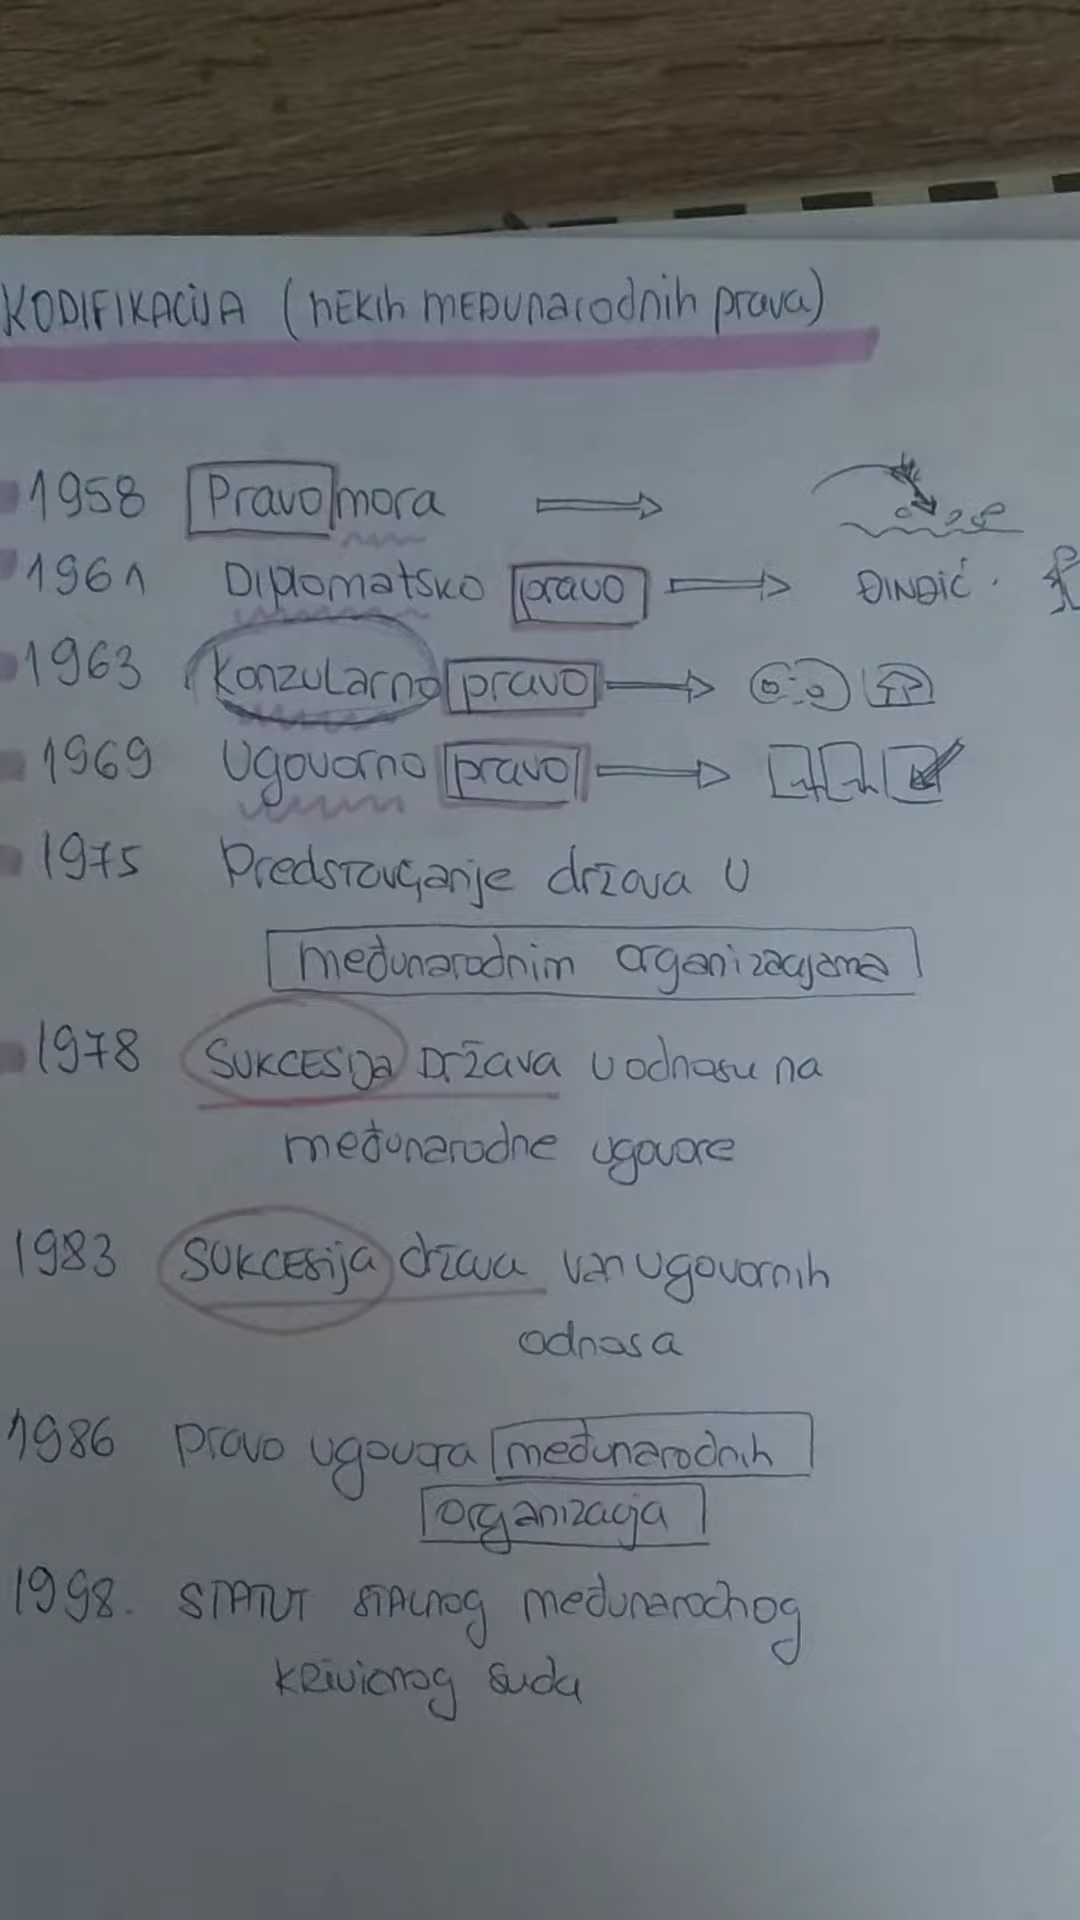 KODIFIKACIJA (nEKih mEĐunarodnih prava)
1958 Pravo mora
1961 Diplomatsko pravo ĐINĐIĆ.
1963 Konzularno pravo
1969 Ugovorno pravo
1975 Predstavljanje država U
međunarodnim organizacijama
1978 SUKCESIJa DRŽava u odnosu na
međunarodne ugovore
1983 SUKCESija država van ugovornih
odnosa
1986 pravo ugovora međunarodnih
organizacija
1998. STATUT STALnog međunarodnog
KRivičnog suda